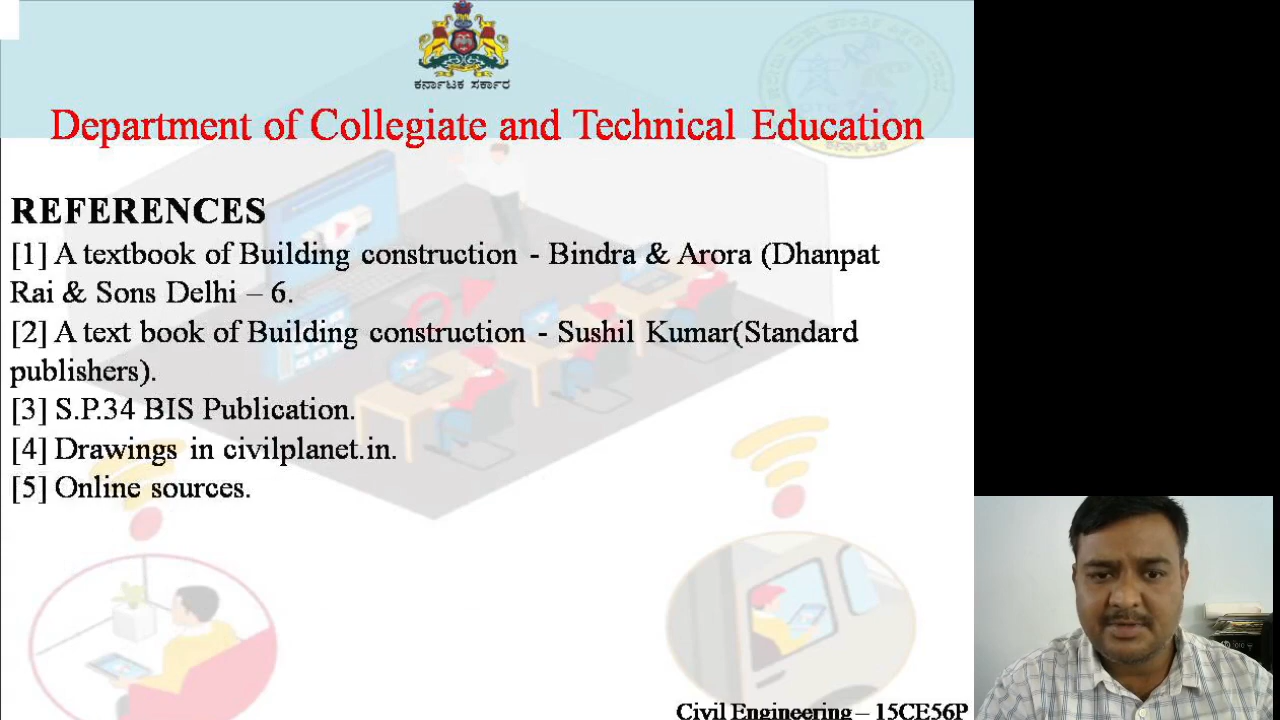 ಕರ್ನಾಟಕ ಸರ್ಕಾರ
Department of Collegiate and Technical Education
REFERENCES
[1] A textbook of Building construction - Bindra & Arora (Dhanpat
Rai & Sons Delhi – 6.
[2] A text book of Building construction - Sushil Kumar(Standard
publishers).
[3] S.P.34 BIS Publication.
[4] Drawings in civilplanet.in.
[5] Online sources.
Civil Engineering – 15CE56P